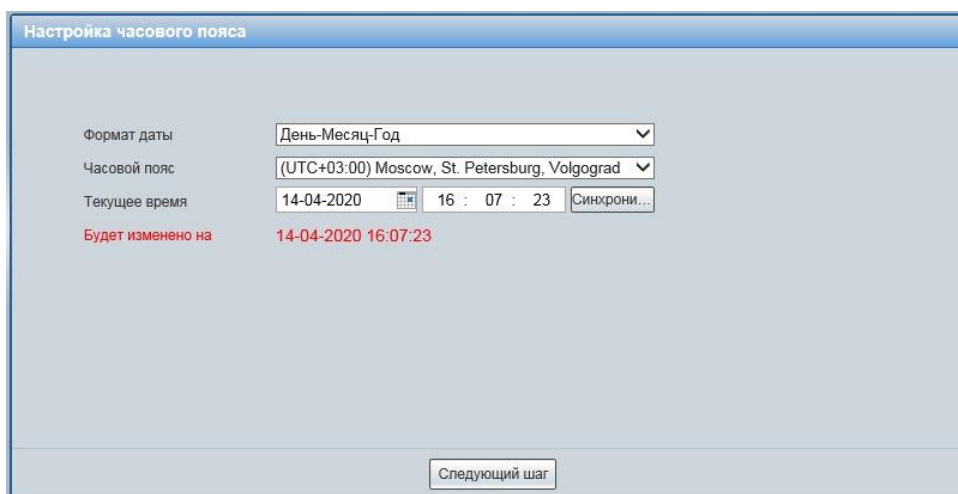 Настройка часового пояса
Формат даты День-Месяц-Год
Часовой пояс (UTC+03:00) Moscow, St. Petersburg, Volgograd
Текущее время 14-04-2020 16 : 07 : 23 Синхрони...
Будет изменено на 14-04-2020 16:07:23
Следующий шаг